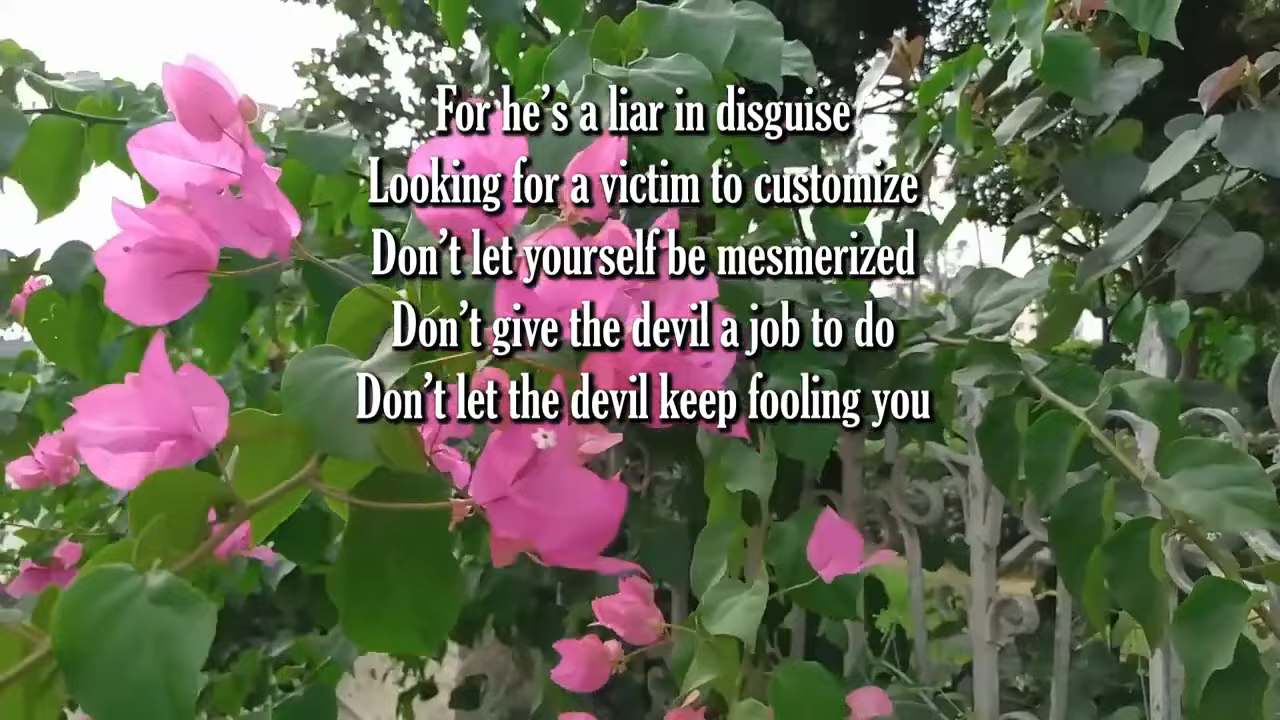 For he's a liar in disguise
Looking for a victim to customize
Don't let yourself be mesmerized
Don't give the devil a job to do
Don't let the devil keep fooling you